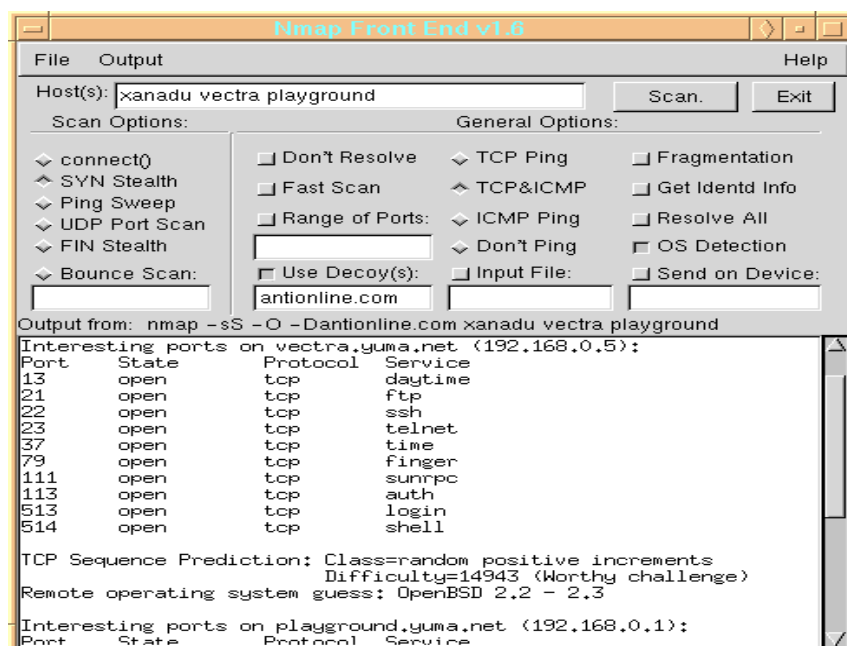 Nmap Front End v1.6
File Output Help
Host(s): xanadu vectra playground Scan. Exit
Scan Options: General Options:
connect() Don't Resolve TCP Ping Fragmentation
SYN Stealth Fast Scan TCP&ICMP Get Identd Info
Ping Sweep Range of Ports: ICMP Ping Resolve All
UDP Port Scan
FIN Stealth Don't Ping OS Detection
Bounce Scan: Use Decoy(s): Input File: Send on Device:
antionline.com
Output from: nmap -sS -O -Dantionline.com xanadu vectra playground
Interesting ports on vectra.yuma.net (192.168.0.5):
Port State Protocol Service
13 open tcp daytime
21 open tcp ftp
22 open tcp ssh
23 open tcp telnet
37 open tcp time
79 open tcp finger
111 open tcp sunrpc
113 open tcp auth
513 open tcp login
514 open tcp shell
TCP Sequence Prediction: Class=random positive increments
Difficulty=14943 (Worthy challenge)
Remote operating system guess: OpenBSD 2.2 - 2.3
Interesting ports on playground.yuma.net (192.168.0.1):
Port State Protocol Service